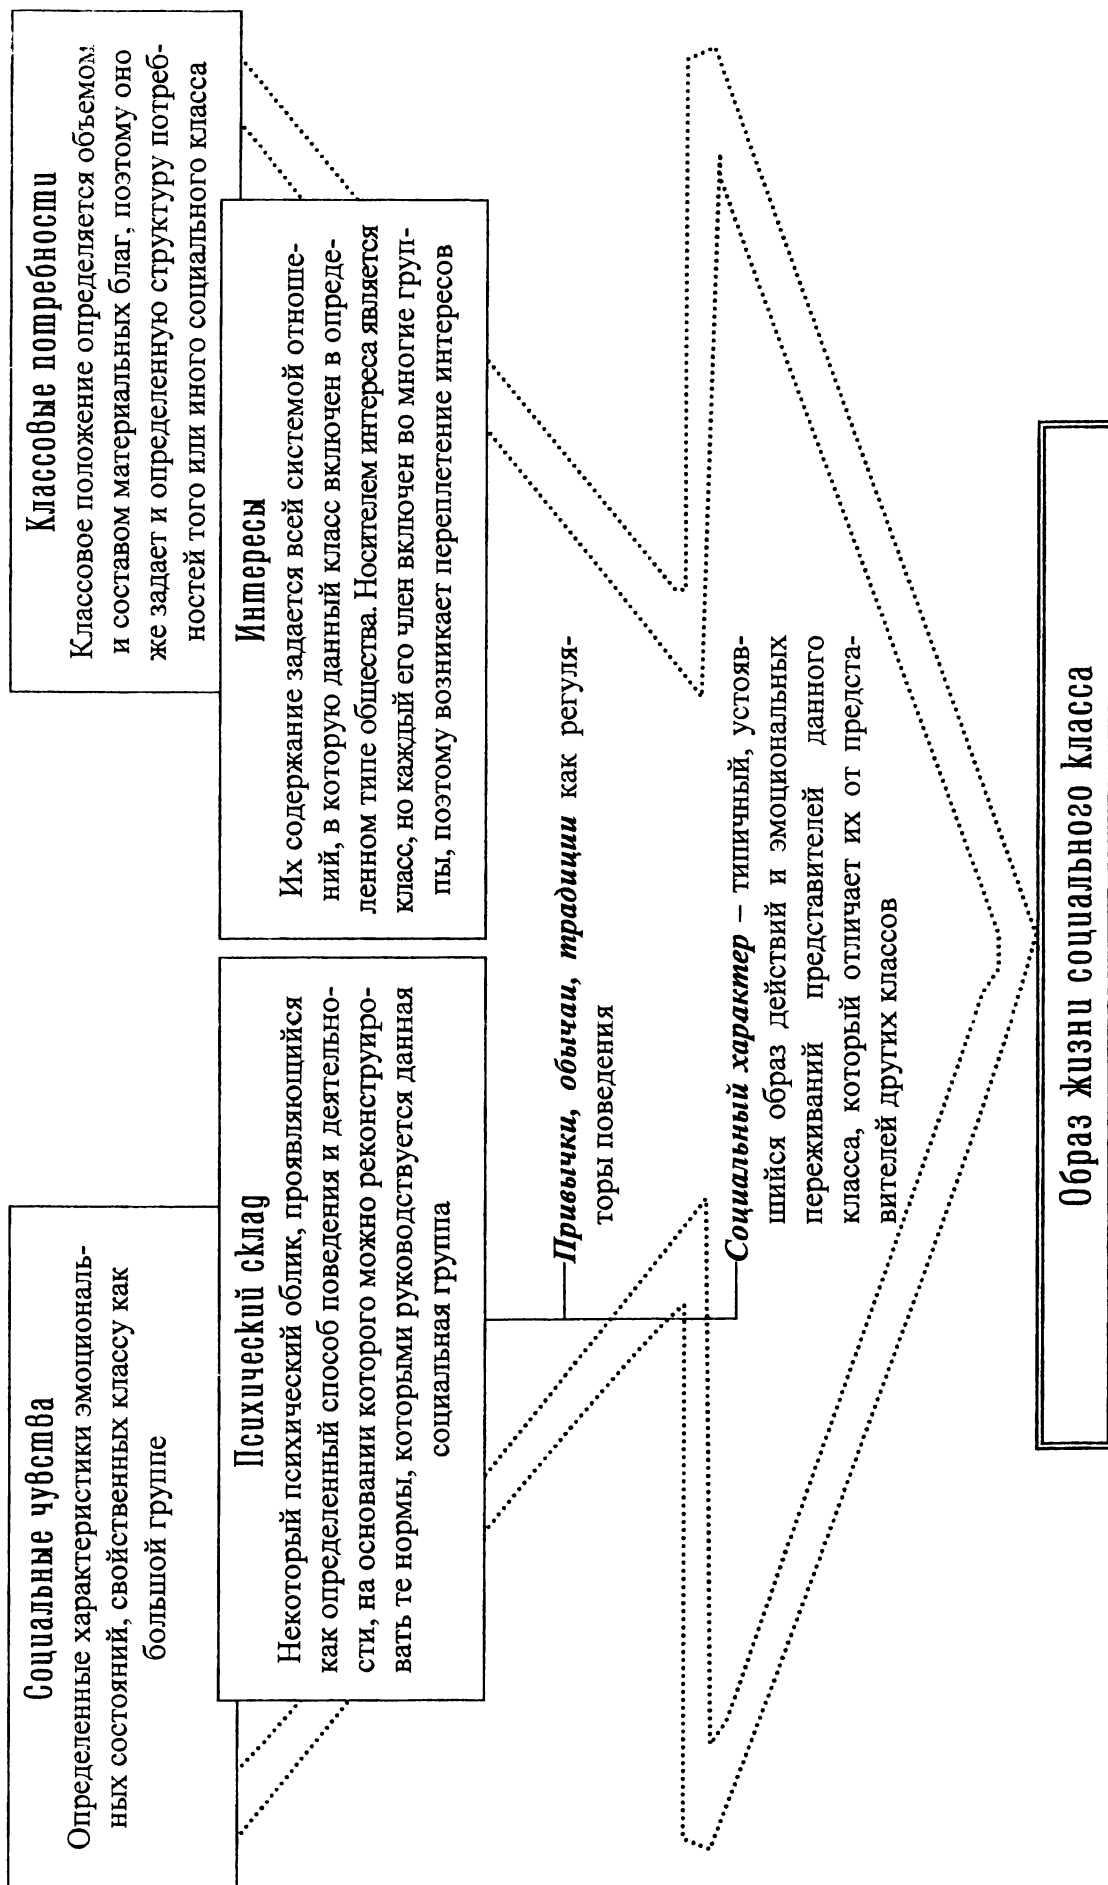 Социальные чувства
Определенные характеристики эмоциональ-
ных состояний, свойственных классу как
большой группе
Классовые потребности
Классовое положение определяется объемом
и составом материальных благ, поэтому оно
же задает и определенную структуру потреб-
ностей того или иного социального класса
Психический склад
Некоторый психический облик, проявляющийся
как определенный способ поведения и деятельно-
сти, на основании которого можно реконструиро-
вать те нормы, которыми руководствуется данная
социальная группа
Интересы
Их содержание задается всей системой отноше-
ний, в которую данный класс включен в опреде-
ленном типе общества. Носителем интереса является
класс, но каждый его член включен во многие груп-
пы, поэтому возникает переплетение интересов
Привычки, обычаи, традиции как регуля-
торы поведения
Социальный характер – типичный, устояв-
шийся образ действий и эмоциональных
переживаний представителей данного
класса, который отличает их от предста-
вителей других классов
Образ жизни социального класса